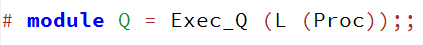 # module Q = Exec_Q (L (Proc));;